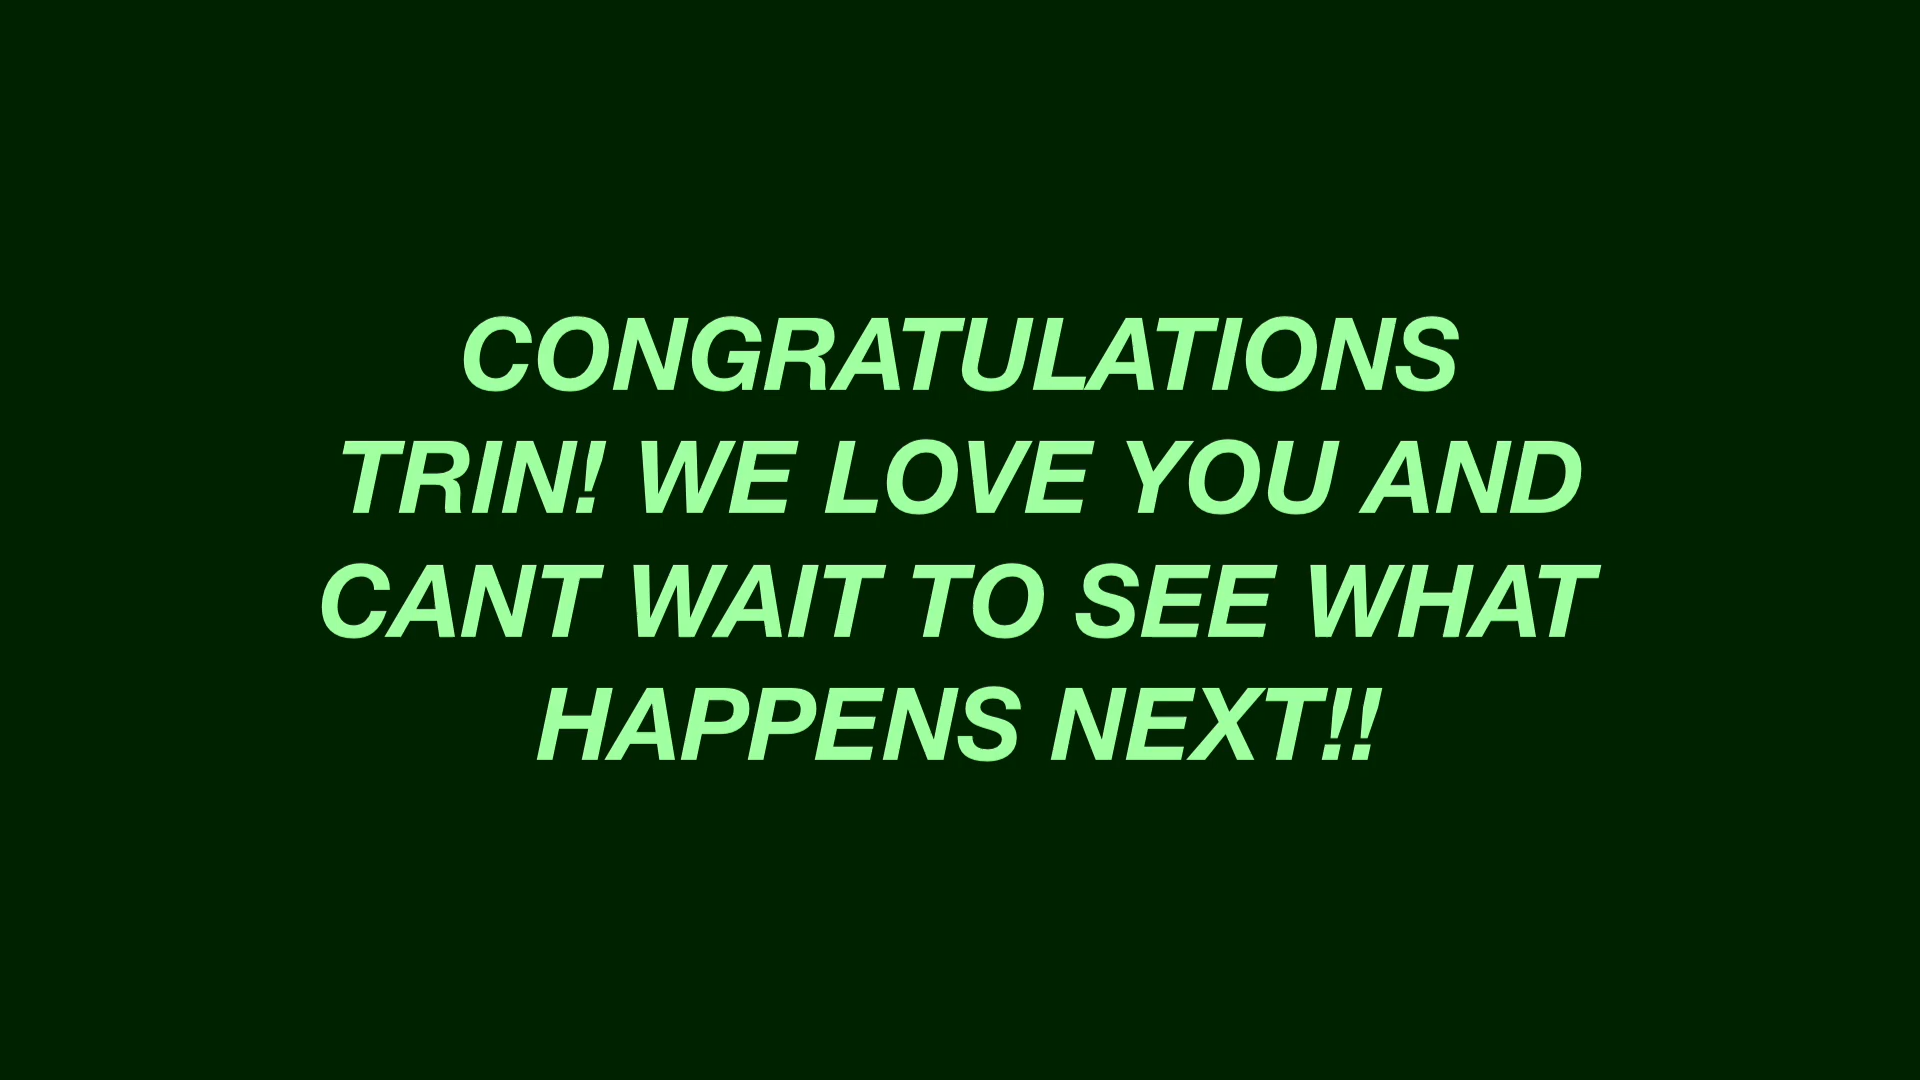 CONGRATULATIONS
TRIN! WE LOVE YOU AND
CANT WAIT TO SEE WHAT
HAPPENS NEXT!!